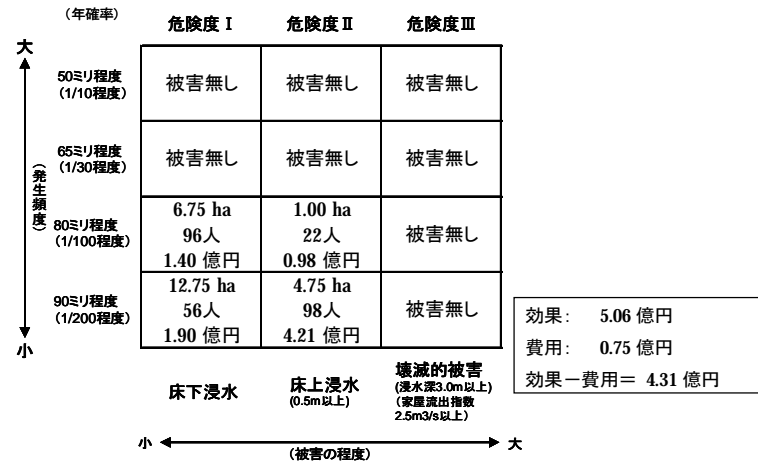 (年確率)
危険度Ⅰ 危険度Ⅱ 危険度Ⅲ
大
50ミリ程度
(1/10程度)
被害無し 被害無し 被害無し
65ミリ程度
(1/30程度)
被害無し 被害無し 被害無し
(発生頻度)
80ミリ程度
(1/100程度)
6.75 ha
96人
1.40 億円
1.00 ha
22人
0.98 億円
被害無し
90ミリ程度
(1/200程度)
12.75 ha
56人
1.90 億円
4.75 ha
98人
4.21 億円
被害無し
小
床下浸水
床上浸水
(0.5m以上)
壊滅的被害
(浸水深3.0m以上)
(家屋流出指数
2.5m3/s以上)
小 大
(被害の程度)
効果: 5.06 億円
費用: 0.75 億円
効果-費用= 4.31 億円